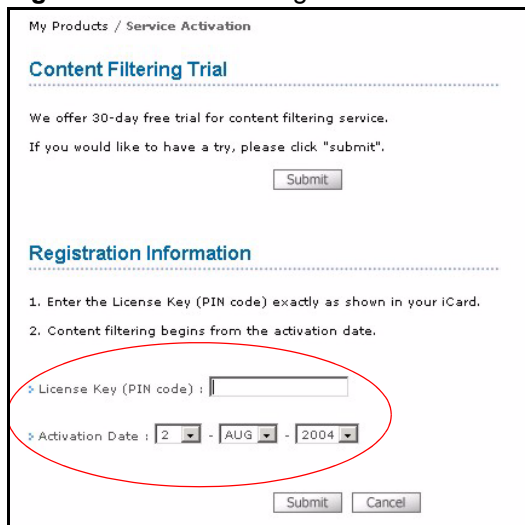 My Products / Service Activation
Content Filtering Trial
We offer 30-day free trial for content filtering service.
If you would like to have a try, please click "submit".
Submit
Registration Information
1. Enter the License Key (PIN code) exactly as shown in your iCard.
2. Content filtering begins from the activation date.
License Key (PIN code) :
Activation Date : 2 - AUG - 2004
Submit Cancel